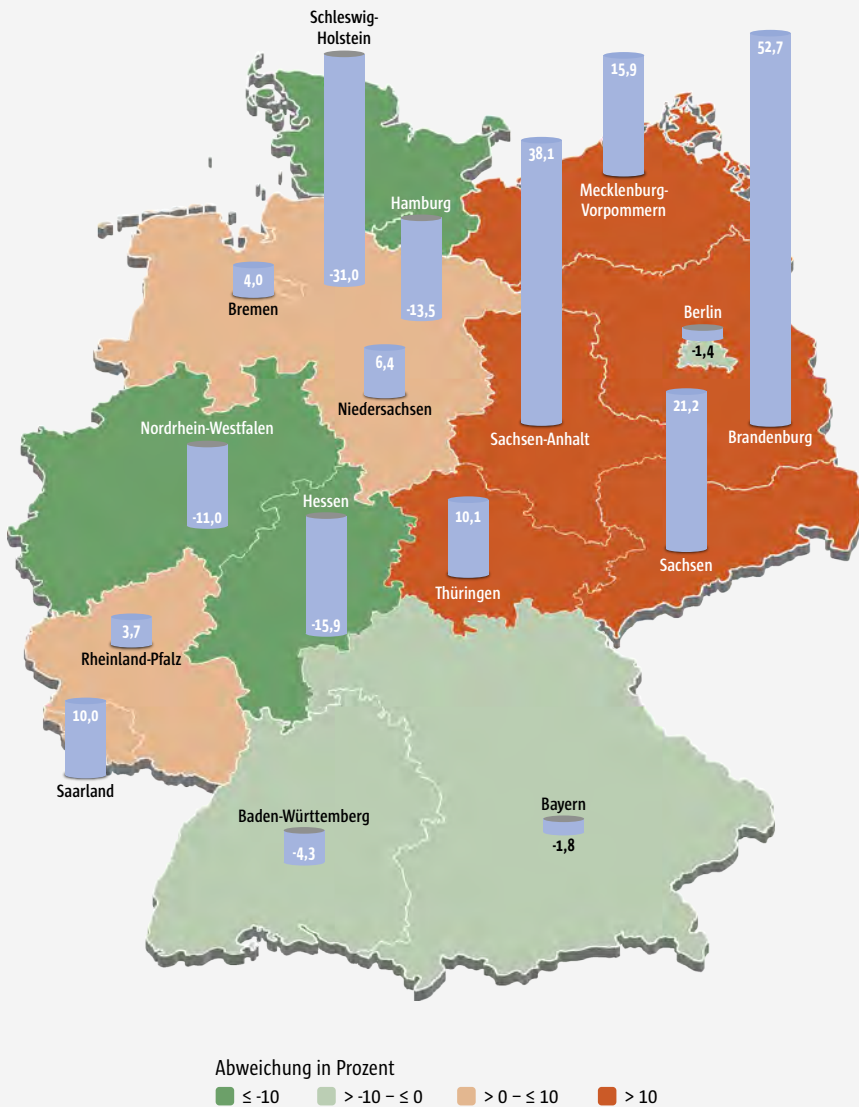 Schleswig-
Holstein
-31,0
52,7
15,9
Mecklenburg-
Vorpommern
38,1
Sachsen-Anhalt
Hamburg
-13,5
4,0
Bremen
6,4
Niedersachsen
Berlin
-1,4
Brandenburg
21,2
Sachsen
Nordrhein-Westfalen
-11,0
Hessen
-15,9
10,1
Thüringen
3,7
Rheinland-Pfalz
10,0
Saarland
Baden-Württemberg
-4,3
Bayern
-1,8
Abweichung in Prozent
≤ -10 > -10 – ≤ 0 > 0 – ≤ 10 > 10